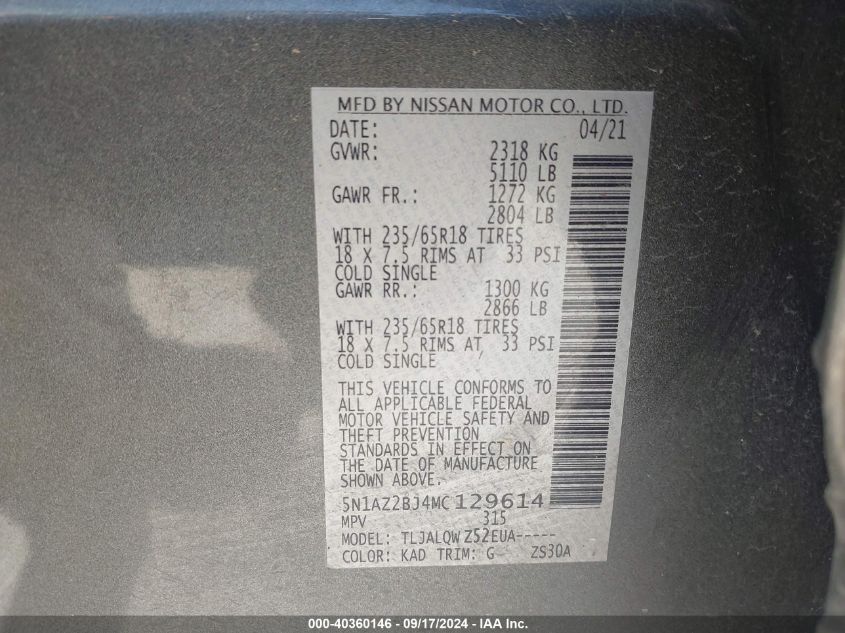 MFD BY NISSAN MOTOR CO., LTD.
DATE: 04/21
GVWR: 2318 KG
5110 LB
GAWR FR.: 1272 KG
2804 LB
WITH 235/65R18 TIRES
18 X 7.5 RIMS AT 33 PSI
COLD SINGLE
GAWR RR.: 1300 KG
2866 LB
WITH 235/65R18 TIRES
18 X 7.5 RIMS AT 33 PSI
COLD SINGLE
THIS VEHICLE CONFORMS TO
ALL APPLICABLE FEDERAL
MOTOR VEHICLE SAFETY AND
THEFT PREVENTION
STANDARDS IN EFFECT ON
THE DATE OF MANUFACTURE
SHOWN ABOVE.
5N1AZ2BJ4MC129614
MPV 315
MODEL: TLJALQW Z52EUA-----
COLOR: KAD TRIM: G- ZS30A
000-40360146 - 09/17/2024 - IAA Inc.